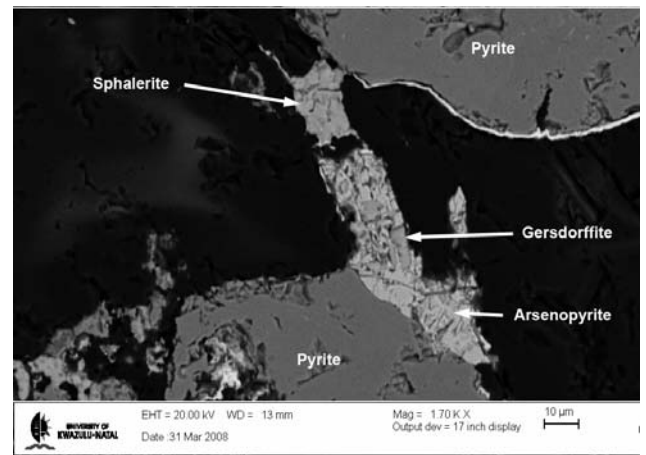 Pyrite
Sphalerite
Gersdorffite
Arsenopyrite
Pyrite
UNIVERSITY OF
KWAZULU-NATAL
EHT = 20.00 kV WD = 13 mm
Date :31 Mar 2008
Mag = 1.70 K X
Output dev = 17 inch display
10 µm